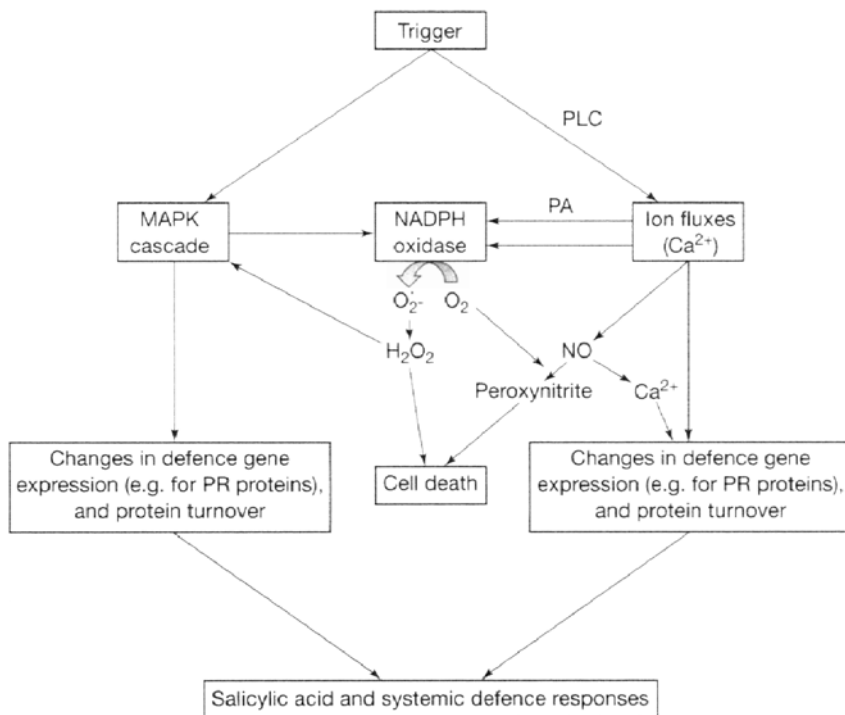 Trigger
PLC
MAPK
cascade
NADPH
oxidase
PA
Ion fluxes
(Ca²⁺)
O₂˙⁻ O₂
H₂O₂
NO
Peroxynitrite
Ca²⁺
Changes in defence gene
expression (e.g. for PR proteins),
and protein turnover
Cell death
Changes in defence gene
expression (e.g. for PR proteins),
and protein turnover
Salicylic acid and systemic defence responses